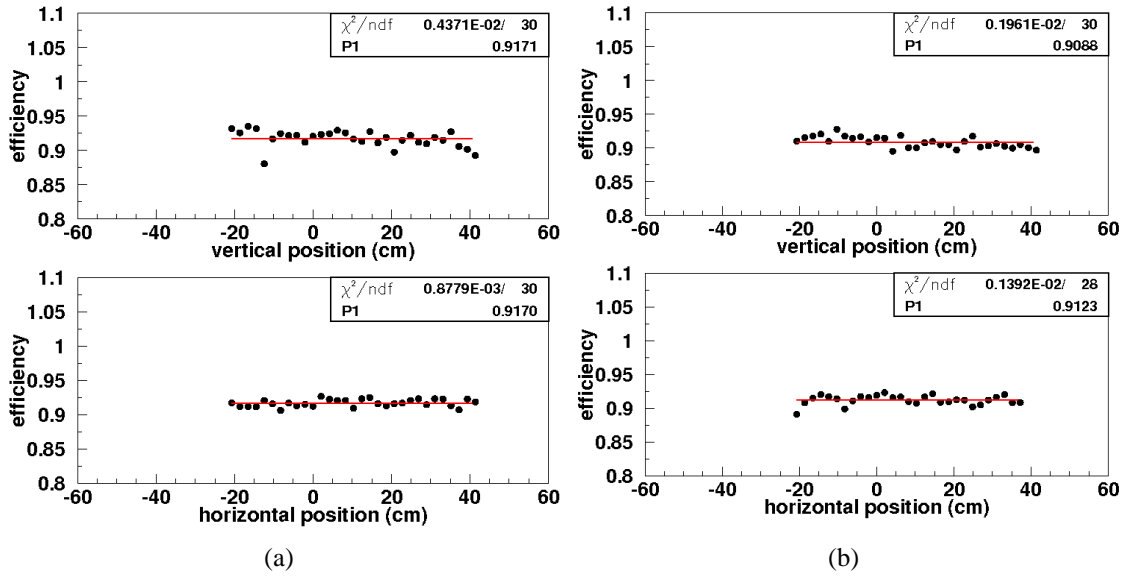 χ²/ndf 0.4371E-02/ 30
P1 0.9171
efficiency
1.1
1.05
1
0.95
0.9
0.85
0.8
-60 -40 -20 0 20 40 60
vertical position (cm)
χ²/ndf 0.1961E-02/ 30
P1 0.9088
efficiency
1.1
1.05
1
0.95
0.9
0.85
0.8
-60 -40 -20 0 20 40 60
vertical position (cm)
χ²/ndf 0.8779E-03/ 30
P1 0.9170
efficiency
1.1
1.05
1
0.95
0.9
0.85
0.8
-60 -40 -20 0 20 40 60
horizontal position (cm)
χ²/ndf 0.1392E-02/ 28
P1 0.9123
efficiency
1.1
1.05
1
0.95
0.9
0.85
0.8
-60 -40 -20 0 20 40 60
horizontal position (cm)
(a)
(b)